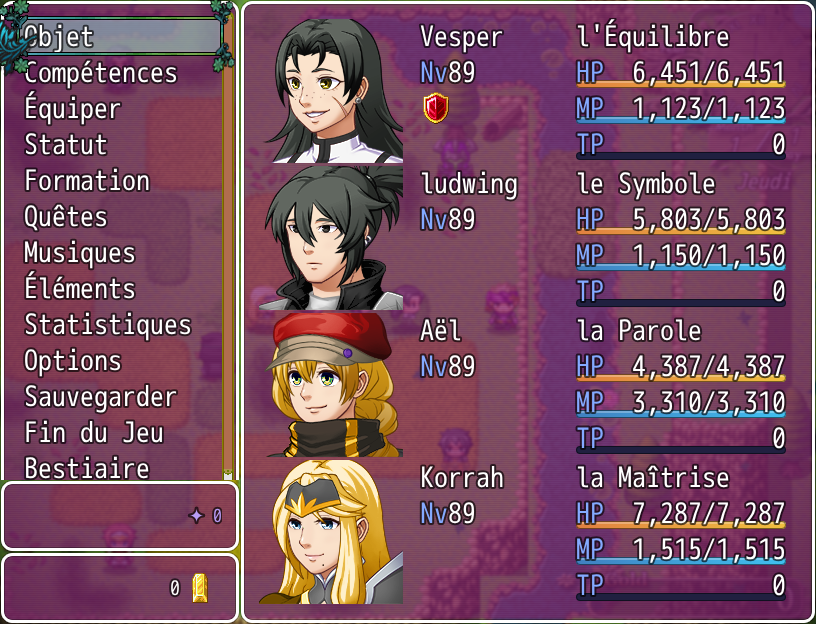 Objet
Compétences
Équiper
Statut
Formation
Quêtes
Musiques
Éléments
Statistiques
Options
Sauvegarder
Fin du Jeu
Bestiaire
0
0
Vesper l'Équilibre
Nv89 HP 6,451/6,451
MP 1,123/1,123
TP 0
ludwing le Symbole
Nv89 HP 5,803/5,803
MP 1,150/1,150
TP 0
Aël la Parole
Nv89 HP 4,387/4,387
MP 3,310/3,310
TP 0
Korrah la Maîtrise
Nv89 HP 7,287/7,287
MP 1,515/1,515
TP 0
Jeudi